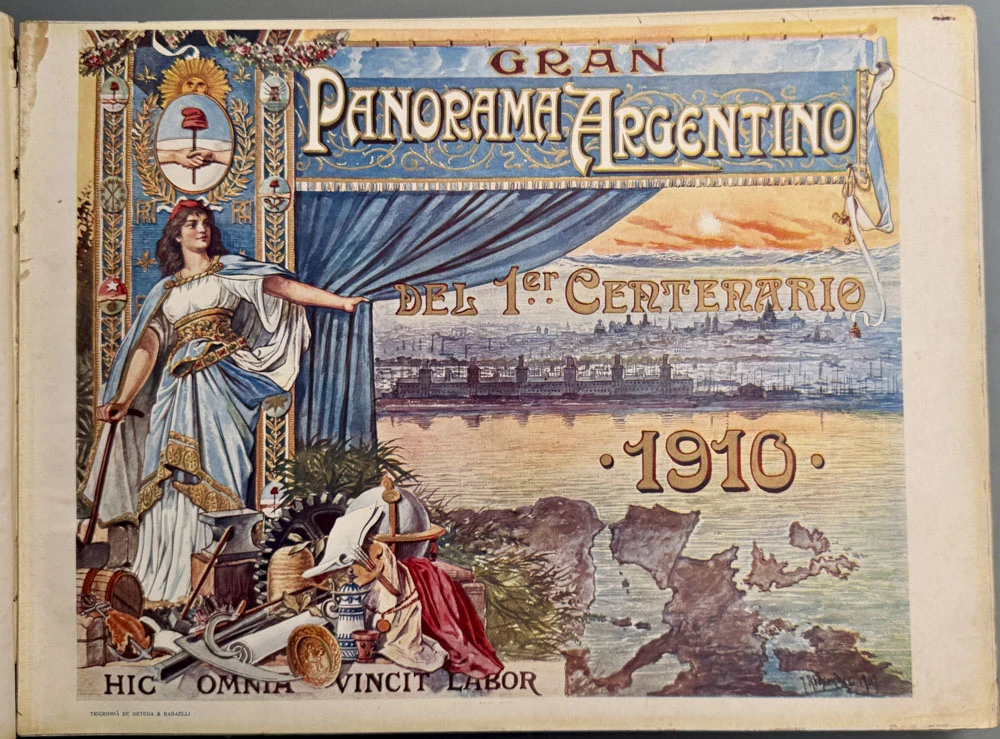 GRAN
PANORAMA ARGENTINO
DEL 1er CENTENARIO
·1910·
HIC OMNIA VINCIT LABOR
TRICROMÍA DE ORTEGA & RADAELLI